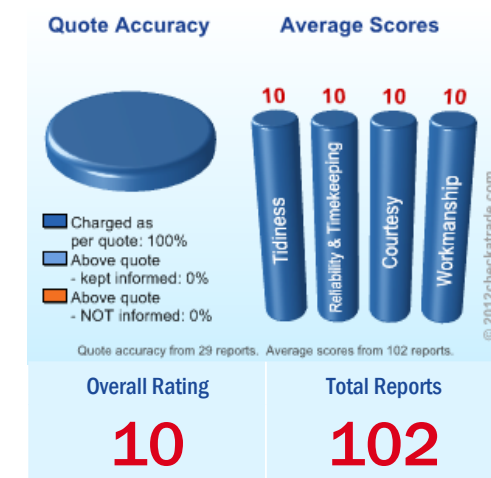 Quote Accuracy
Average Scores
10 10 10 10
Tidiness
Reliability & Timekeeping
Courtesy
Workmanship
Charged as
per quote: 100%
Above quote
- kept informed: 0%
Above quote
- NOT informed: 0%
© 2012checkatrade.com
Quote accuracy from 29 reports. Average scores from 102 reports.
Overall Rating
10
Total Reports
102